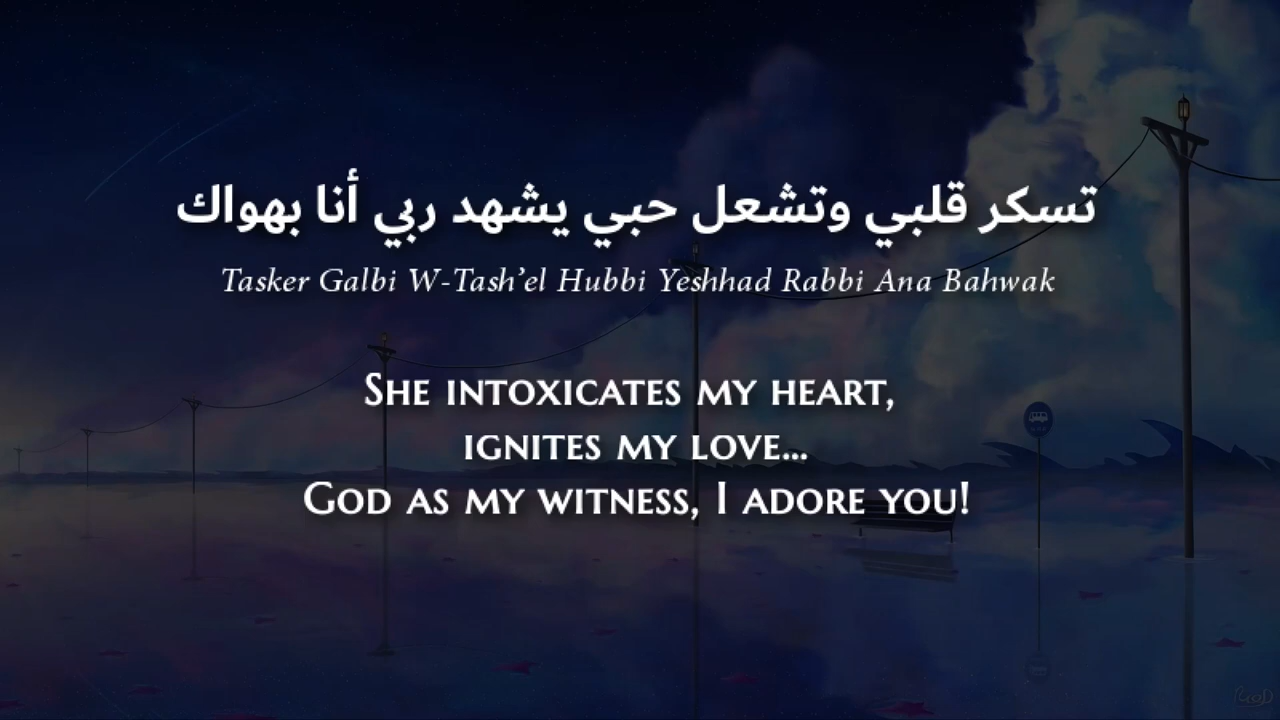 تسكر قلبي وتشعل حبي يشهد ربي أنا بهواك
Tasker Galbi W-Tash’el Hubbi Yeshhad Rabbi Ana Bahwak
She intoxicates my heart,
ignites my love...
God as my witness, I adore you!